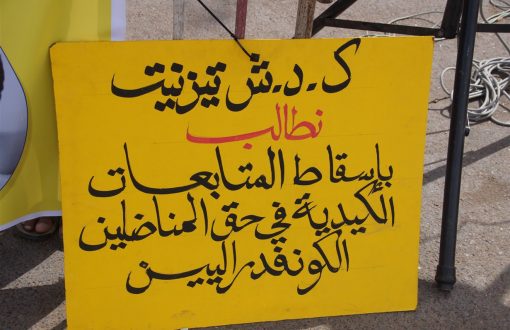 ك.د.ش تيزنيت
نطالب
بإسقاط المتابعات
الكيدية في حق المناضلين
الكونفدراليين